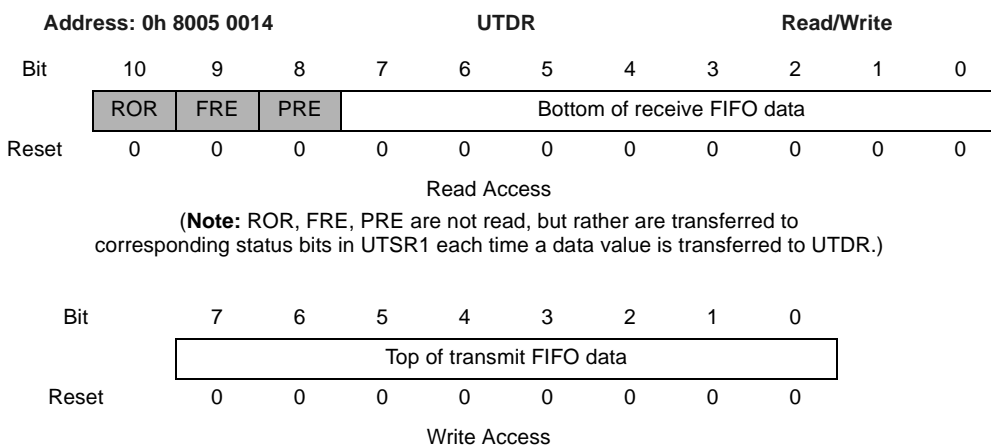 Address: 0h 8005 0014 UTDR Read/Write
Bit 10 9 8 7 6 5 4 3 2 1 0
ROR FRE PRE Bottom of receive FIFO data
Reset 0 0 0 0 0 0 0 0 0 0 0
Read Access
(Note: ROR, FRE, PRE are not read, but rather are transferred to
corresponding status bits in UTSR1 each time a data value is transferred to UTDR.)
Bit 7 6 5 4 3 2 1 0
Top of transmit FIFO data
Reset 0 0 0 0 0 0 0 0
Write Access